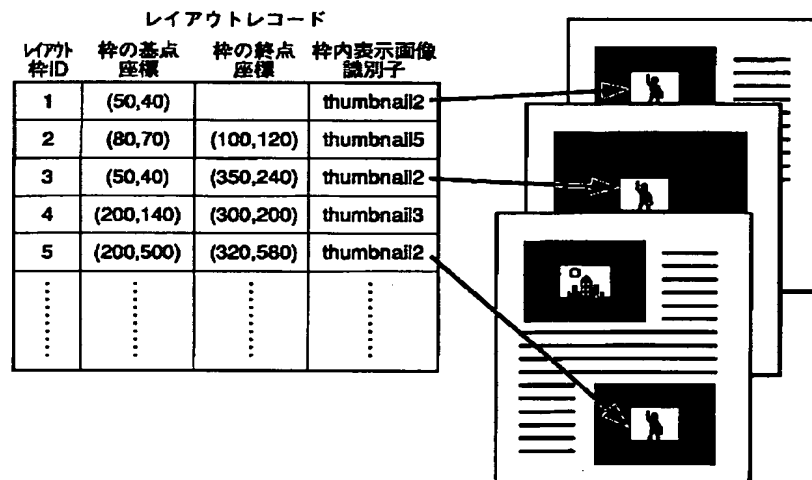 レイアウトレコード
レイアウト 枠の基点 枠の終点 枠内表示画像
枠ID 座標 座標 識別子
1 (50,40) thumbnail2
2 (80,70) (100,120) thumbnail5
3 (50,40) (350,240) thumbnail2
4 (200,140) (300,200) thumbnail3
5 (200,500) (320,580) thumbnail2